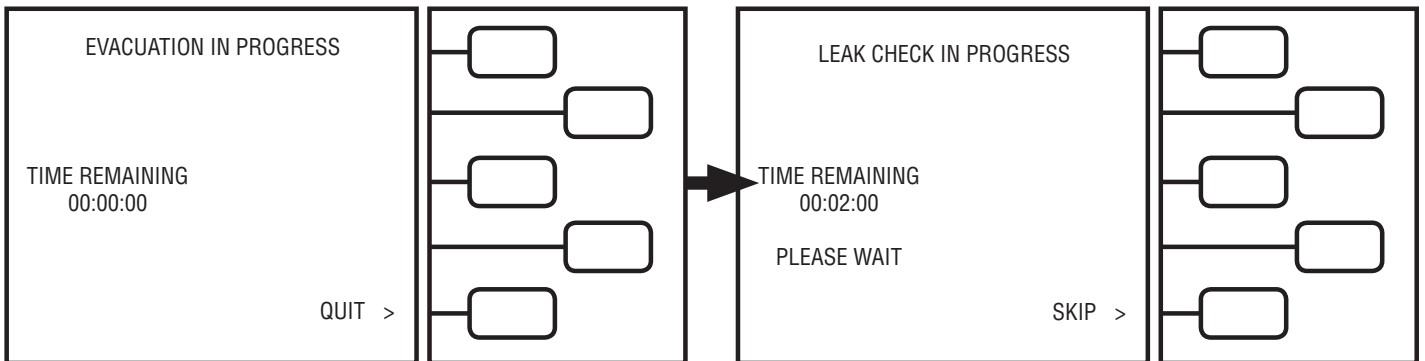 EVACUATION IN PROGRESS
TIME REMAINING
00:00:00
QUIT >
LEAK CHECK IN PROGRESS
TIME REMAINING
00:02:00
PLEASE WAIT
SKIP >